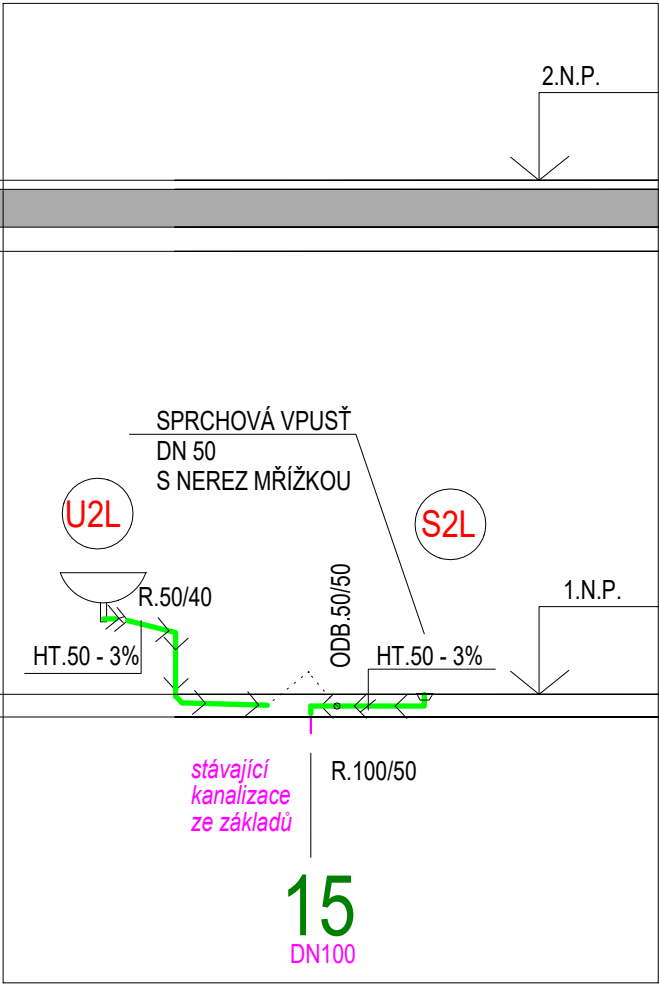 2.N.P.
SPRCHOVÁ VPUSŤ
DN 50
S NEREZ MŘÍŽKOU
U2L
S2L
R.50/40
ODB.50/50
1.N.P.
HT.50 - 3%
HT.50 - 3%
stávající
kanalizace
ze základů
R.100/50
15
DN100